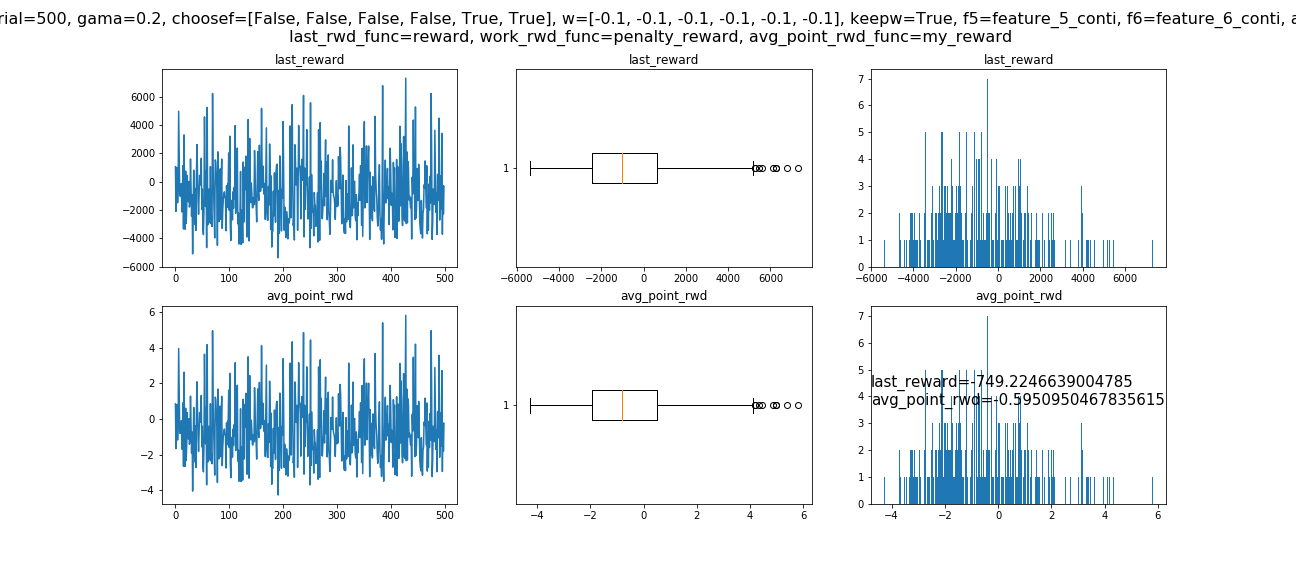 rial=500, gama=0.2, choosef=[False, False, False, False, True, True], w=[-0.1, -0.1, -0.1, -0.1, -0.1, -0.1], keepw=True, f5=feature_5_conti, f6=feature_6_conti, a
last_rwd_func=reward, work_rwd_func=penalty_reward, avg_point_rwd_func=my_reward
last_reward last_reward last_reward
6000
4000
2000
0
−2000
−4000
−6000
0 100 200 300 400 500
1
−6000 −4000 −2000 0 2000 4000 6000
7
6
5
4
3
2
1
0
−6000 −4000 −2000 0 2000 4000 6000
avg_point_rwd avg_point_rwd avg_point_rwd
6
4
2
0
−2
−4
0 100 200 300 400 500
1
−4 −2 0 2 4 6
7
6
5
4
3
2
1
0
−4 −2 0 2 4 6
last_reward=-749.2246639004785
avg_point_rwd=-0.5950950467835615